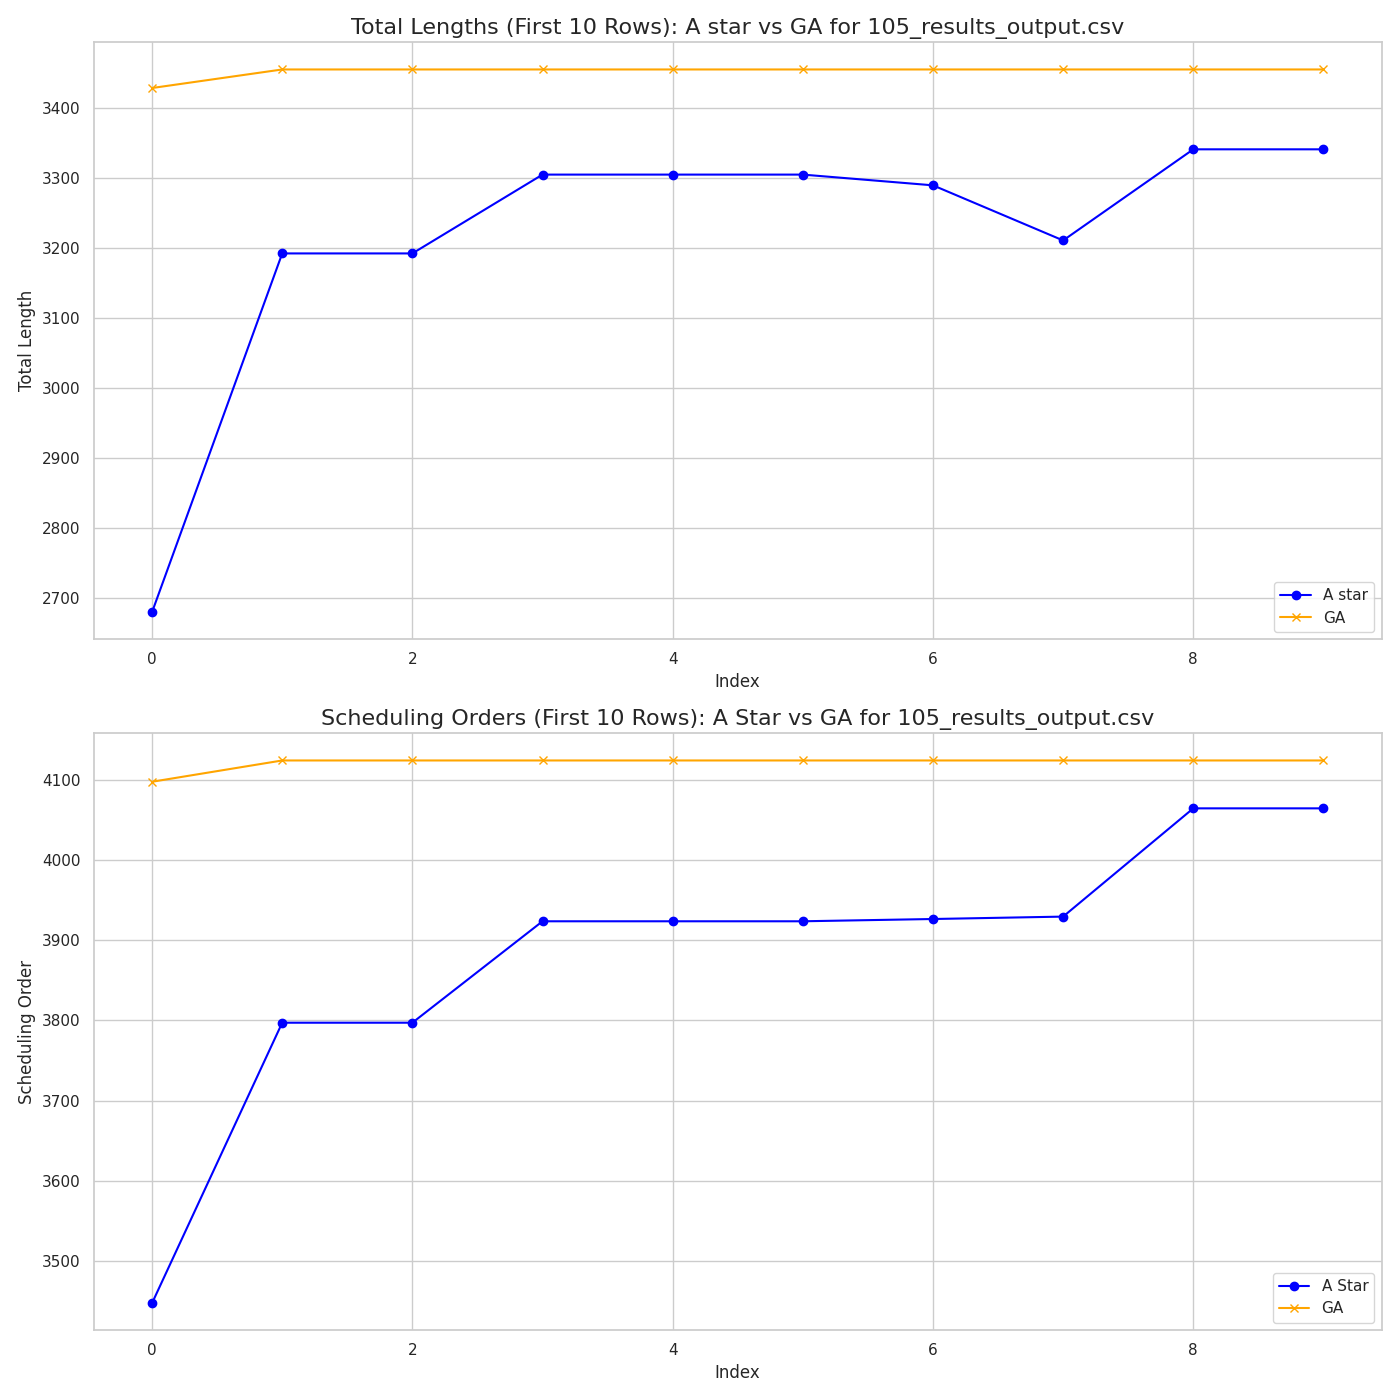 Total Lengths (First 10 Rows): A star vs GA for 105_results_output.csv
Total Length
3400
3300
3200
3100
3000
2900
2800
2700
A star
GA
0 2 4 6 8
Index
Scheduling Orders (First 10 Rows): A Star vs GA for 105_results_output.csv
Scheduling Order
4100
4000
3900
3800
3700
3600
3500
A Star
GA
0 2 4 6 8
Index